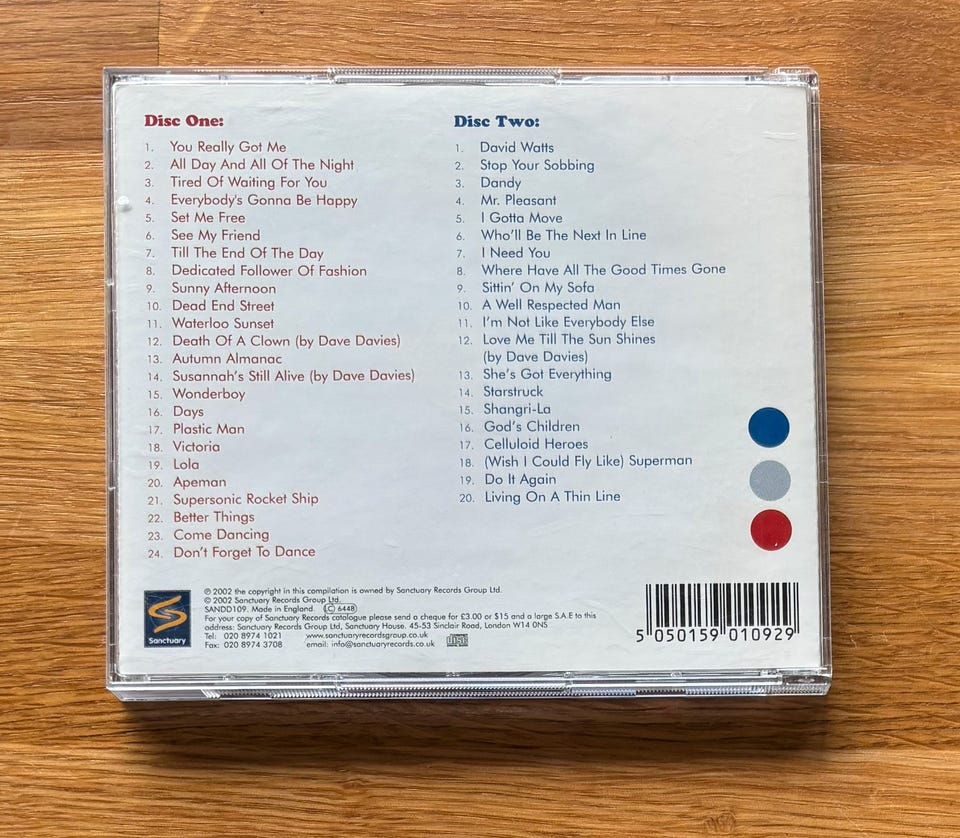 Disc One:
1. You Really Got Me
2. All Day And All Of The Night
3. Tired Of Waiting For You
4. Everybody's Gonna Be Happy
5. Set Me Free
6. See My Friend
7. Till The End Of The Day
8. Dedicated Follower Of Fashion
9. Sunny Afternoon
10. Dead End Street
11. Waterloo Sunset
12. Death Of A Clown (by Dave Davies)
13. Autumn Almanac
14. Susannah's Still Alive (by Dave Davies)
15. Wonderboy
16. Days
17. Plastic Man
18. Victoria
19. Lola
20. Apeman
21. Supersonic Rocket Ship
22. Better Things
23. Come Dancing
24. Don't Forget To Dance
Disc Two:
1. David Watts
2. Stop Your Sobbing
3. Dandy
4. Mr. Pleasant
5. I Gotta Move
6. Who'll Be The Next In Line
7. I Need You
8. Where Have All The Good Times Gone
9. Sittin' On My Sofa
10. A Well Respected Man
11. I'm Not Like Everybody Else
12. Love Me Till The Sun Shines
(by Dave Davies)
13. She's Got Everything
14. Starstruck
15. Shangri-La
16. God's Children
17. Celluloid Heroes
18. (Wish I Could Fly Like) Superman
19. Do It Again
20. Living On A Thin Line
Sanctuary
℗ 2002 the copyright in this compilation is owned by Sanctuary Records Group Ltd.
© 2002 Sanctuary Records Group Ltd.
SANDD109. Made in England. LC 6448
For your copy of Sanctuary Records catalogue please send a cheque for £3.00 or $15 and a large S.A.E to this
address: Sanctuary Records Group Ltd, Sanctuary House. 45-53 Sinclair Road, London W14 0NS
Tel: 020 8974 1021 www.sanctuaryrecordsgroup.co.uk
Fax: 020 8974 3708 email: info@sanctuaryrecords.co.uk
5 050159 010929